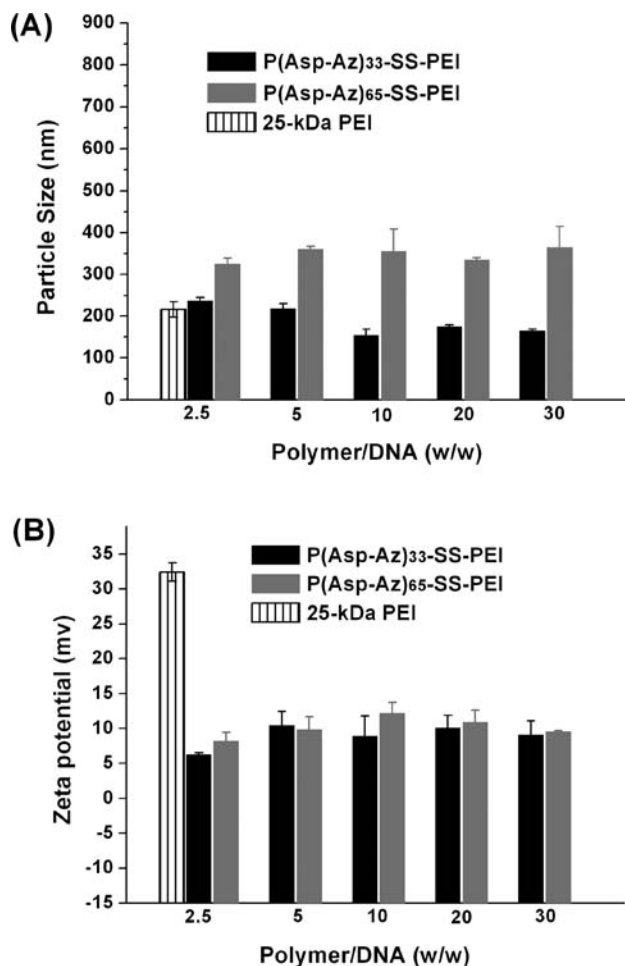 (A)
900
800
700
600
500
400
300
200
100
0
Particle Size (nm)
P(Asp-Az)33-SS-PEI
P(Asp-Az)65-SS-PEI
25-kDa PEI
2.5 5 10 20 30
Polymer/DNA (w/w)
(B)
35
30
25
20
15
10
5
0
-5
-10
-15
Zeta potential (mv)
P(Asp-Az)33-SS-PEI
P(Asp-Az)65-SS-PEI
25-kDa PEI
2.5 5 10 20 30
Polymer/DNA (w/w)